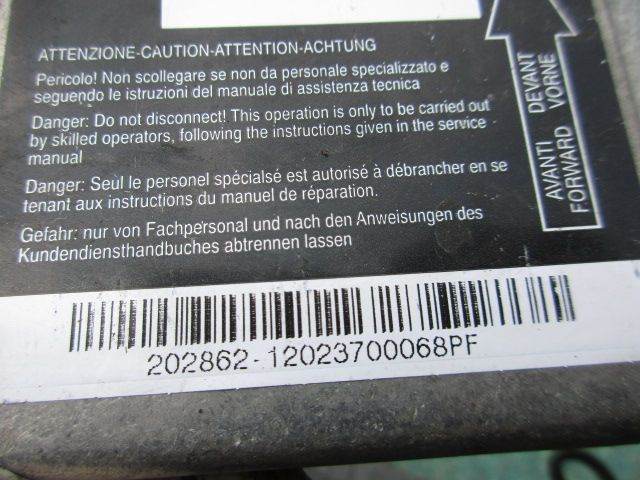 ATTENZIONE-CAUTION-ATTENTION-ACHTUNG
Pericolo! Non scollegare se non da personale specializzato e
seguendo le istruzioni del manuale di assistenza tecnica
Danger: Do not disconnect! This operation is only to be carried out
by skilled operators, following the instructions given in the service
manual
Danger: Seul le personel spécialsé est autorisé à débrancher en se
tenant aux instructions du manuel de réparation.
Gefahr: nur von Fachpersonal und nach den Anweisungen des
Kundendiensthandbuches abtrennen lassen
AVANTI DEVANT
FORWARD VORNE
202862-12023700068PF